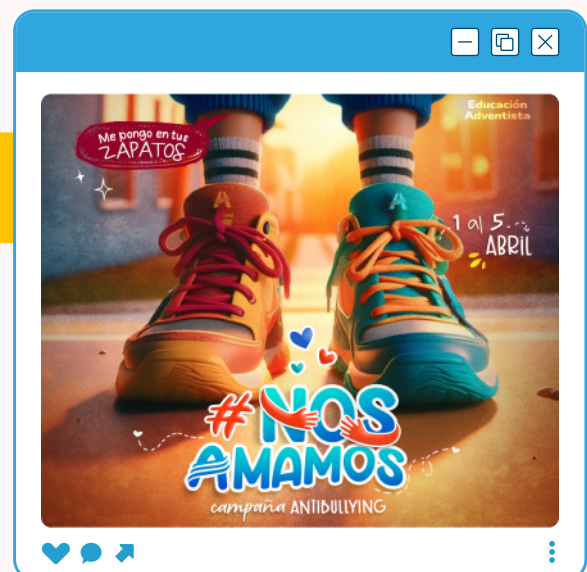 Me pongo en tus
ZAPATOS
Educación
Adventista
1 al 5
ABRIL
#NOS
AMAMOS
campaña ANTIBULLYING